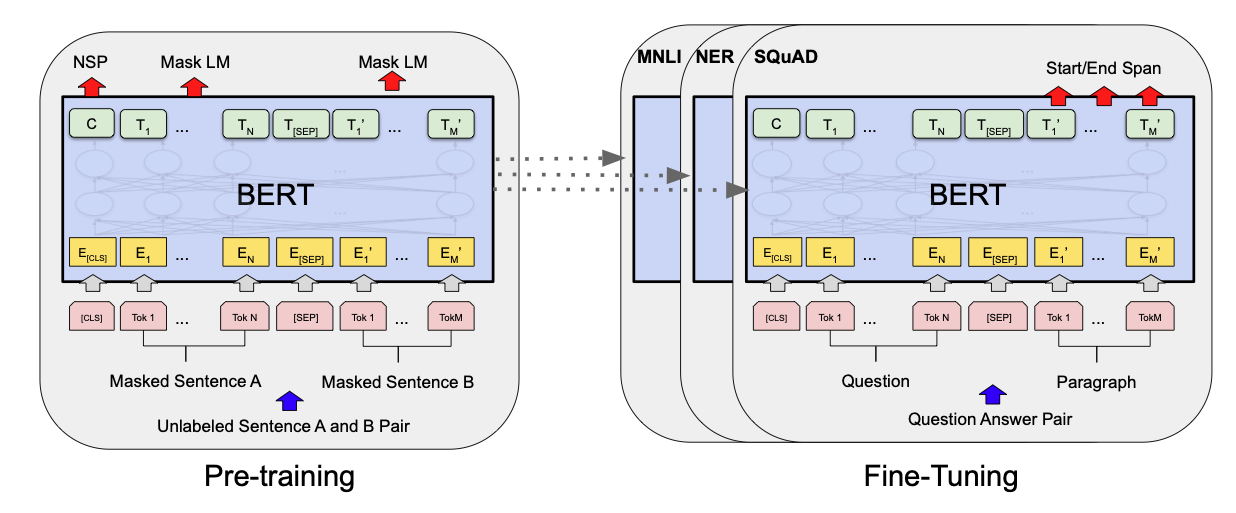 NSP Mask LM Mask LM
C T1 ... TN T[SEP] T1' ... TM'
...
BERT
...
E[CLS] E1 ... EN E[SEP] E1' ... EM'
[CLS] Tok 1 ... Tok N [SEP] Tok 1 ... TokM
Masked Sentence A Masked Sentence B
Unlabeled Sentence A and B Pair
Pre-training
MNLI NER SQuAD
Start/End Span
C T1 ... TN T[SEP] T1' ... TM'
...
BERT
...
E[CLS] E1 ... EN E[SEP] E1' ... EM'
[CLS] Tok 1 ... Tok N [SEP] Tok 1 ... TokM
Question Paragraph
Question Answer Pair
Fine-Tuning